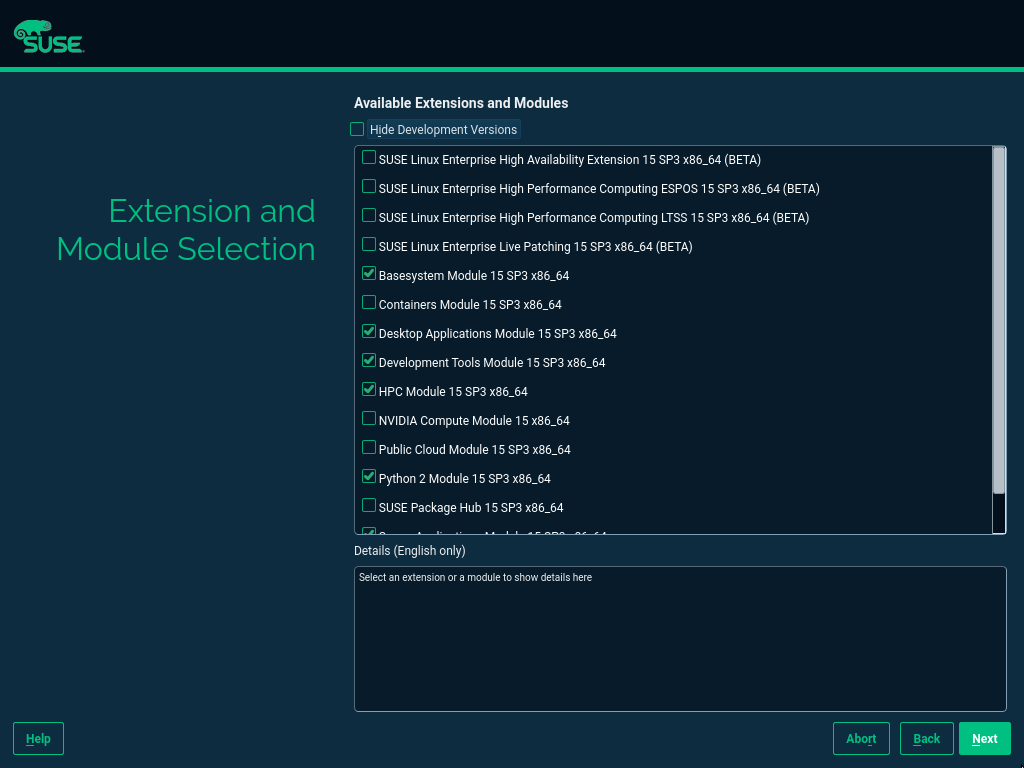 SUSE
Available Extensions and Modules
Hide Development Versions
Extension and
Module Selection
SUSE Linux Enterprise High Availability Extension 15 SP3 x86_64 (BETA)
SUSE Linux Enterprise High Performance Computing ESPOS 15 SP3 x86_64 (BETA)
SUSE Linux Enterprise High Performance Computing LTSS 15 SP3 x86_64 (BETA)
SUSE Linux Enterprise Live Patching 15 SP3 x86_64 (BETA)
Basesystem Module 15 SP3 x86_64
Containers Module 15 SP3 x86_64
Desktop Applications Module 15 SP3 x86_64
Development Tools Module 15 SP3 x86_64
HPC Module 15 SP3 x86_64
NVIDIA Compute Module 15 x86_64
Public Cloud Module 15 SP3 x86_64
Python 2 Module 15 SP3 x86_64
SUSE Package Hub 15 SP3 x86_64
Details (English only)
Select an extension or a module to show details here
Help
Abort
Back
Next